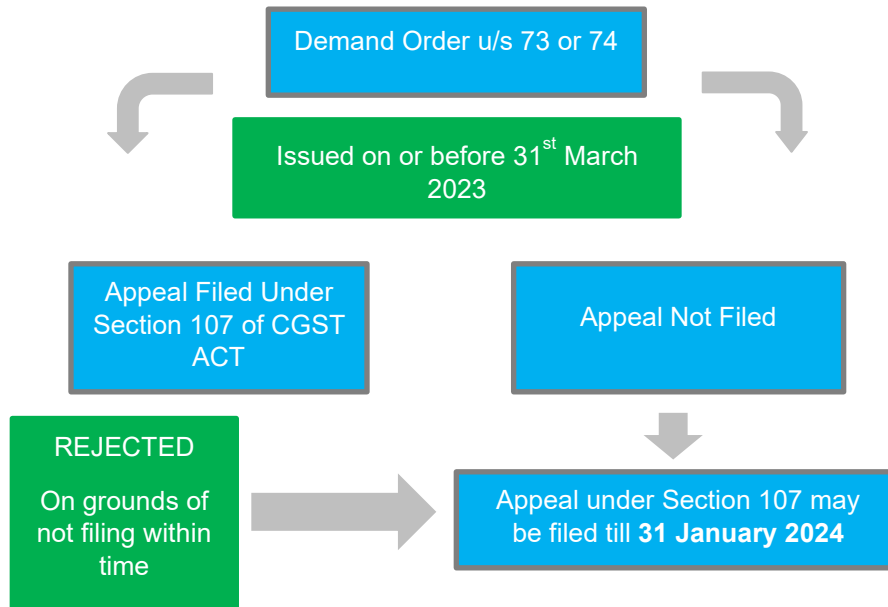 Demand Order u/s 73 or 74
Issued on or before 31st March
2023
Appeal Filed Under
Section 107 of CGST
ACT
Appeal Not Filed
REJECTED
On grounds of
not filing within
time
Appeal under Section 107 may
be filed till 31 January 2024